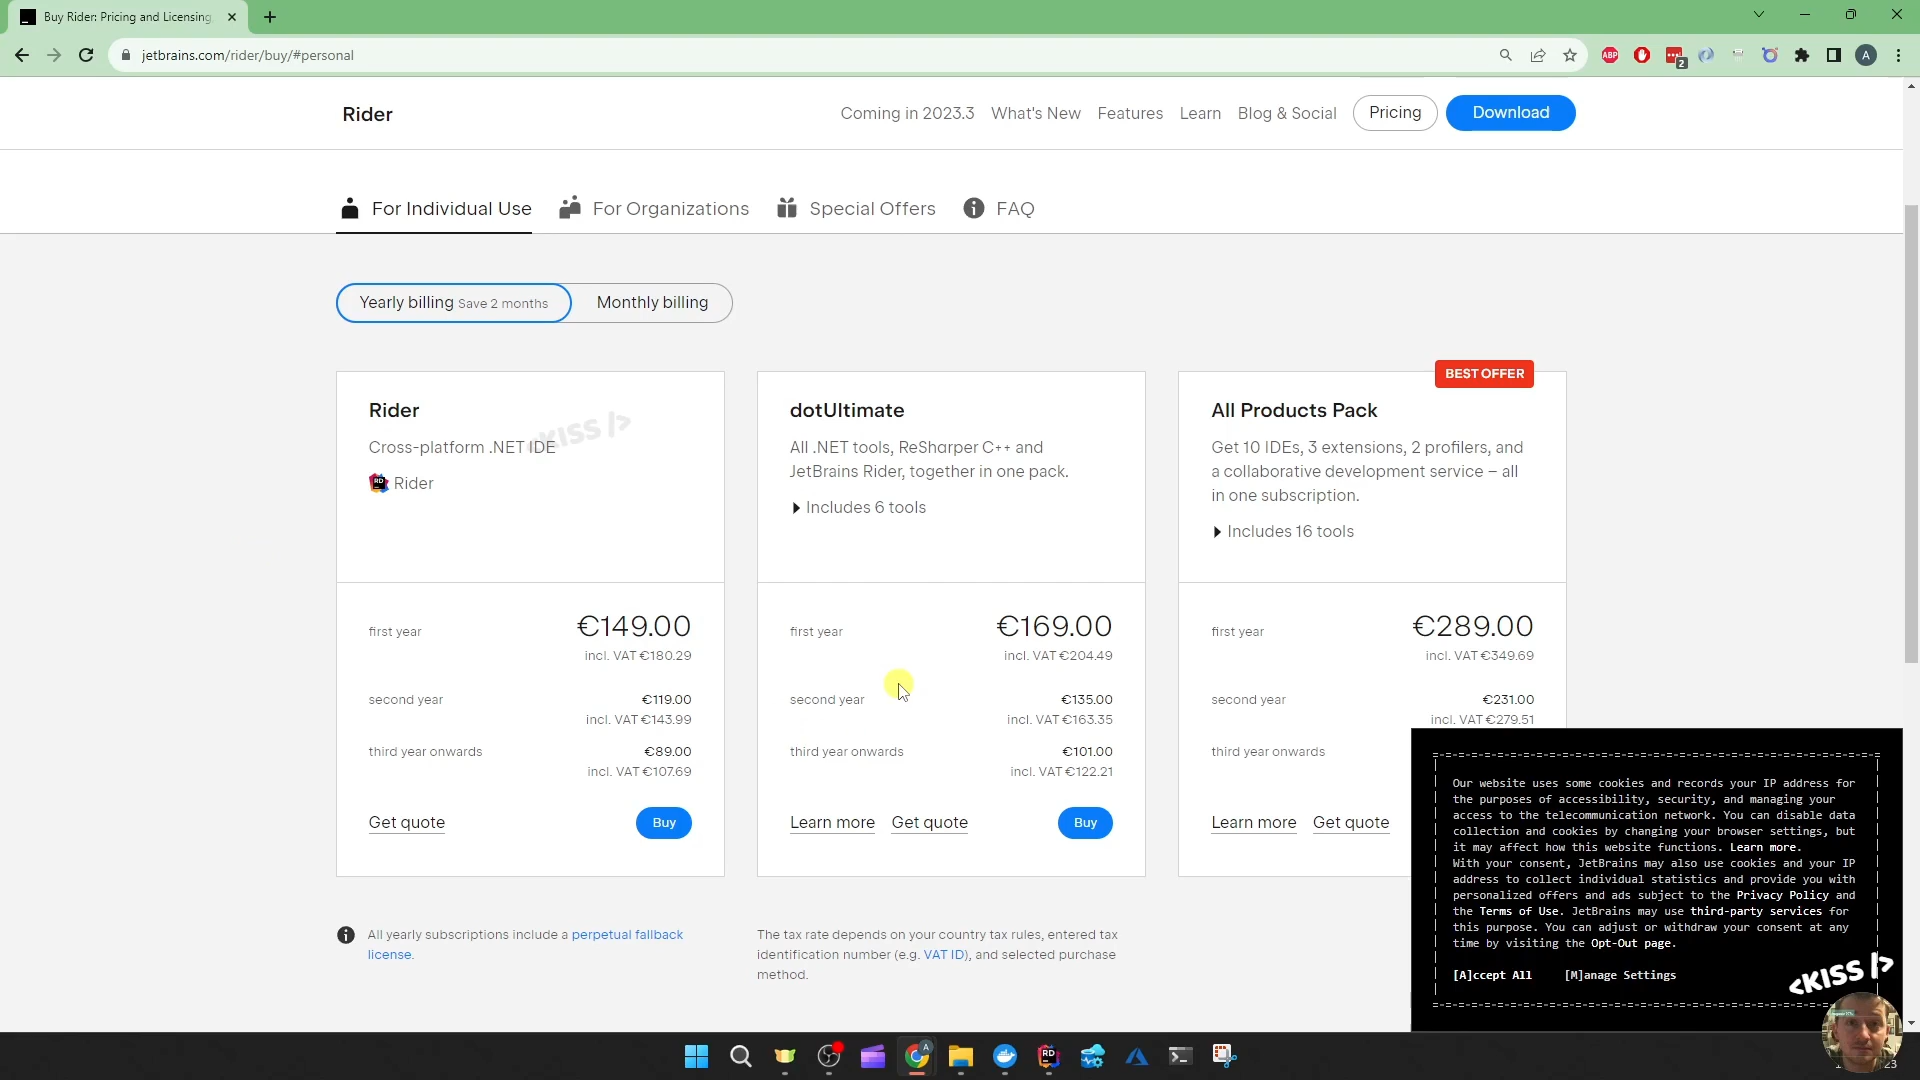 Buy Rider: Pricing and Licensing
jetbrains.com/rider/buy/#personal
ABP
2
A
Rider
Coming in 2023.3 What's New Features Learn Blog & Social Pricing Download
For Individual Use For Organizations Special Offers FAQ
Yearly billing Save 2 months Monthly billing
BEST OFFER
Rider
Cross-platform .NET IDE
<KISS />
RD Rider
dotUltimate
All .NET tools, ReSharper C++ and
JetBrains Rider, together in one pack.
Includes 6 tools
All Products Pack
Get 10 IDEs, 3 extensions, 2 profilers, and
a collaborative development service – all
in one subscription.
Includes 16 tools
first year €149.00
incl. VAT €180.29
second year €119.00
incl. VAT €143.99
third year onwards €89.00
incl. VAT €107.69
Get quote Buy
first year €169.00
incl. VAT €204.49
second year €135.00
incl. VAT €163.35
third year onwards €101.00
incl. VAT €122.21
Learn more Get quote Buy
first year €289.00
incl. VAT €349.69
second year €231.00
incl. VAT €279.51
third year onwards
Learn more Get quote
All yearly subscriptions include a perpetual fallback
license.
The tax rate depends on your country tax rules, entered tax
identification number (e.g. VAT ID), and selected purchase
method.
Our website uses some cookies and records your IP address for
the purposes of accessibility, security, and managing your
access to the telecommunication network. You can disable data
collection and cookies by changing your browser settings, but
it may affect how this website functions. Learn more.
With your consent, JetBrains may also use cookies and your IP
address to collect individual statistics and provide you with
personalized offers and ads subject to the Privacy Policy and
the Terms of Use. JetBrains may use third-party services for
this purpose. You can adjust or withdraw your consent at any
time by visiting the Opt-Out page.
[A]ccept All [M]anage Settings
<KISS />
A
RD
23